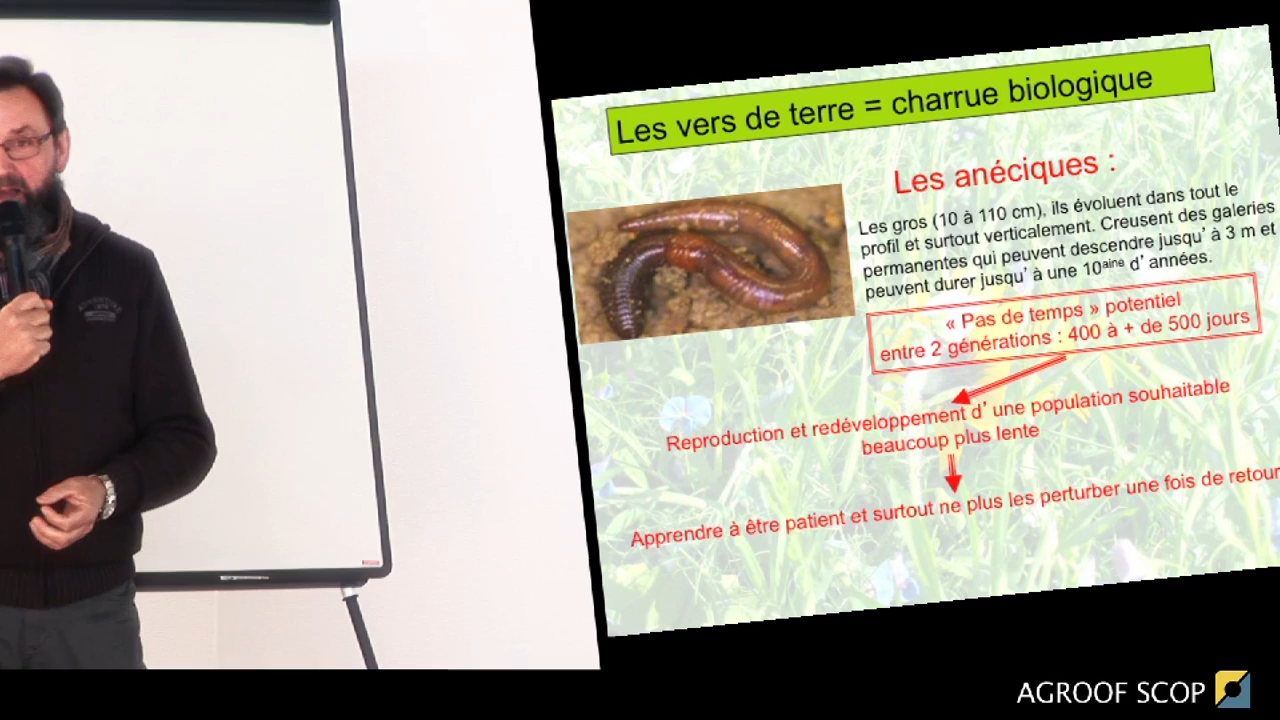 Les vers de terre = charrue biologique
Les anéciques :
Les gros (10 à 110 cm), ils évoluent dans tout le
profil et surtout verticalement. Creusent des galeries
permanentes qui peuvent descendre jusqu’ à 3 m et
peuvent durer jusqu’ à une 10aine d’ années.
« Pas de temps » potentiel
entre 2 générations : 400 à + de 500 jours
Reproduction et redéveloppement d’ une population souhaitable
beaucoup plus lente
Apprendre à être patient et surtout ne plus les perturber une fois de retour
AGROOF SCOP